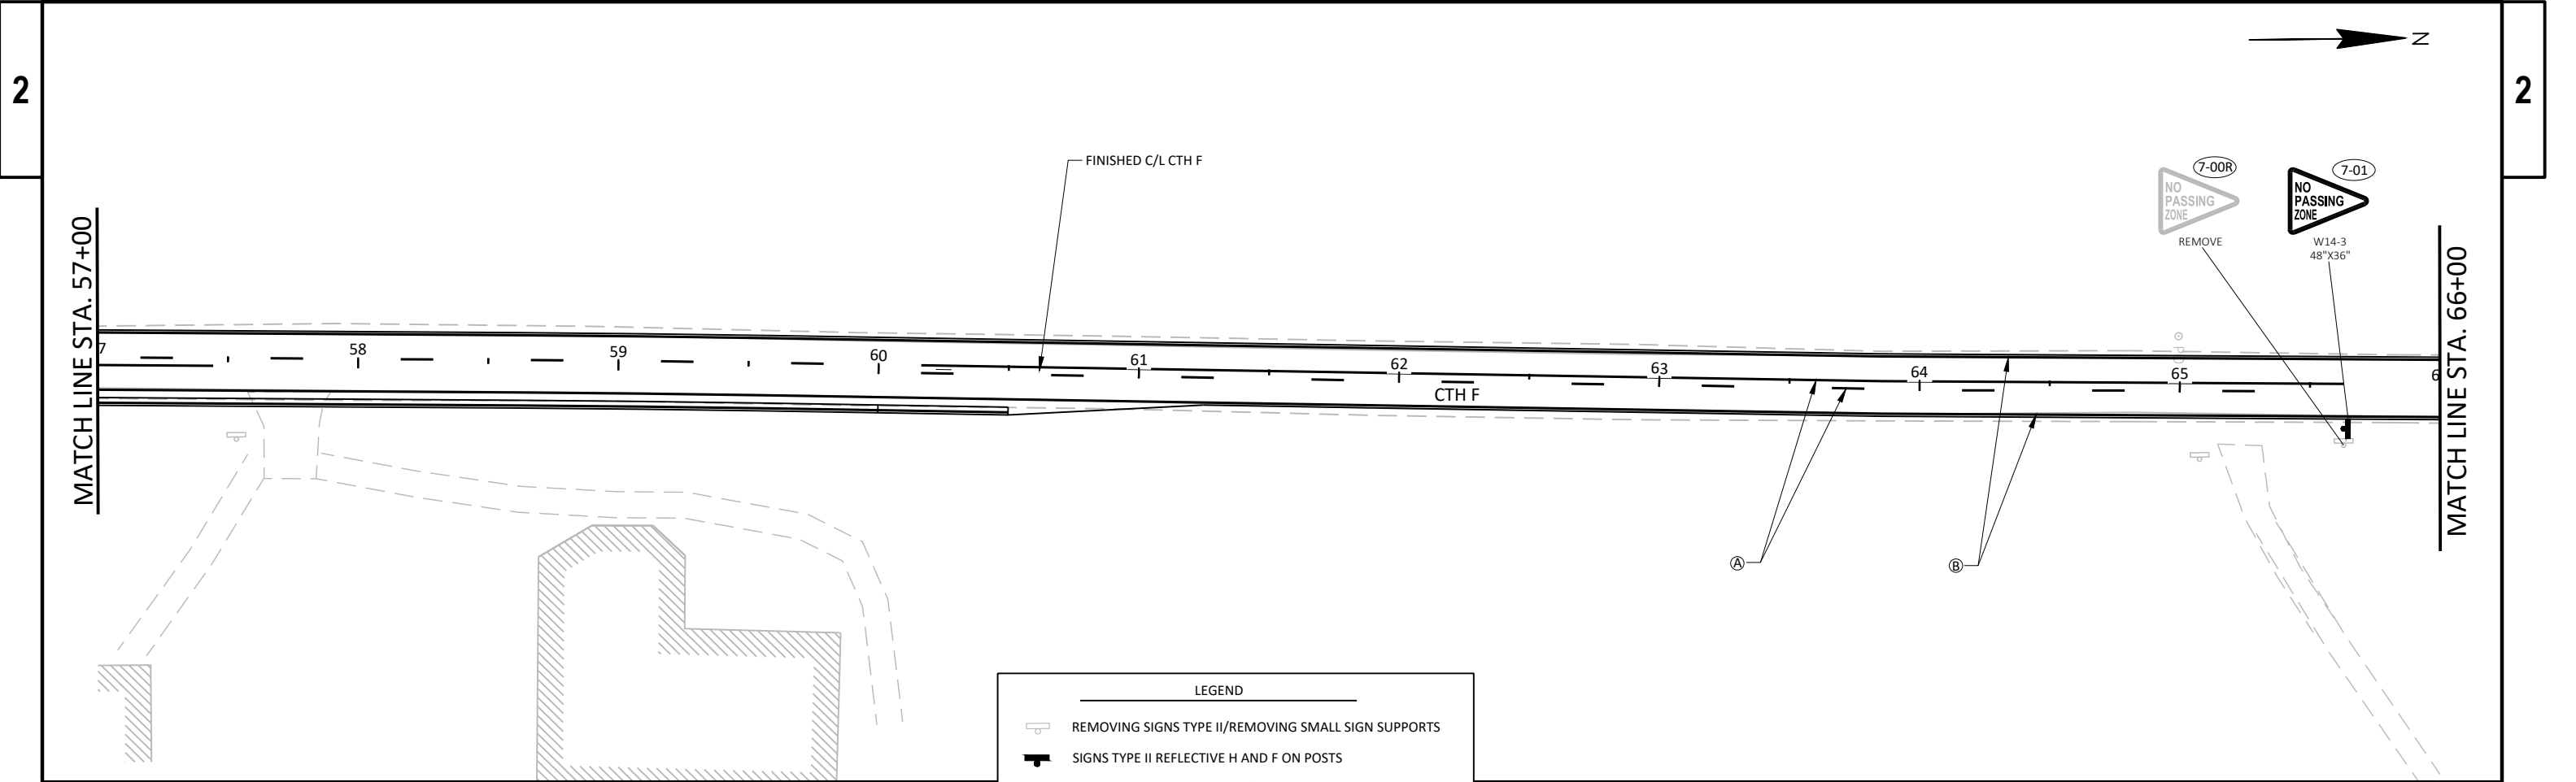 2
2
N
FINISHED C/L CTH F
7-00R
7-01
NO
PASSING
ZONE
NO
PASSING
ZONE
REMOVE
W14-3
48"X36"
MATCH LINE STA. 57+00
MATCH LINE STA. 66+00
7
58
59
60
61
62
63
64
65
6
CTH F
A
B
LEGEND
REMOVING SIGNS TYPE II/REMOVING SMALL SIGN SUPPORTS
SIGNS TYPE II REFLECTIVE H AND F ON POSTS